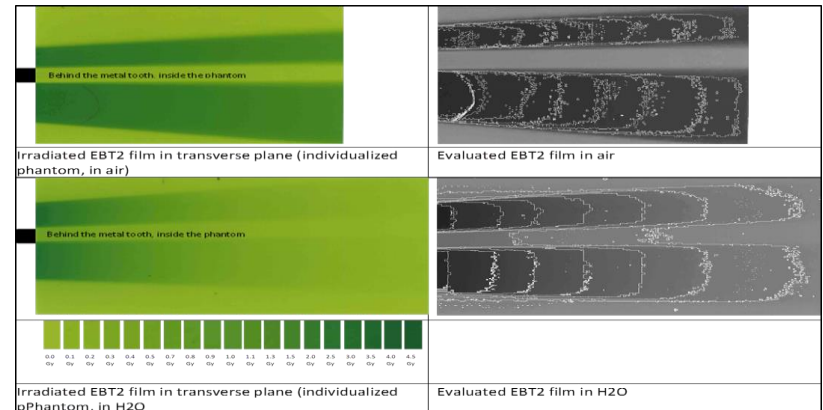 Behind the metal tooth, inside the phantom
Irradiated EBT2 film in transverse plane (individualized
phantom, in air)
Evaluated EBT2 film in air
Behind the metal tooth, inside the phantom
0.0 0.1 0.2 0.3 0.4 0.5 0.7 0.8 0.9 1.0 1.1 1.3 1.5 2.0 2.5 3.0 3.5 4.0 4.5
Gy Gy Gy Gy Gy Gy Gy Gy Gy Gy Gy Gy Gy Gy Gy Gy Gy Gy Gy
Irradiated EBT2 film in transverse plane (individualized
pPhantom, in H2O
Evaluated EBT2 film in H2O